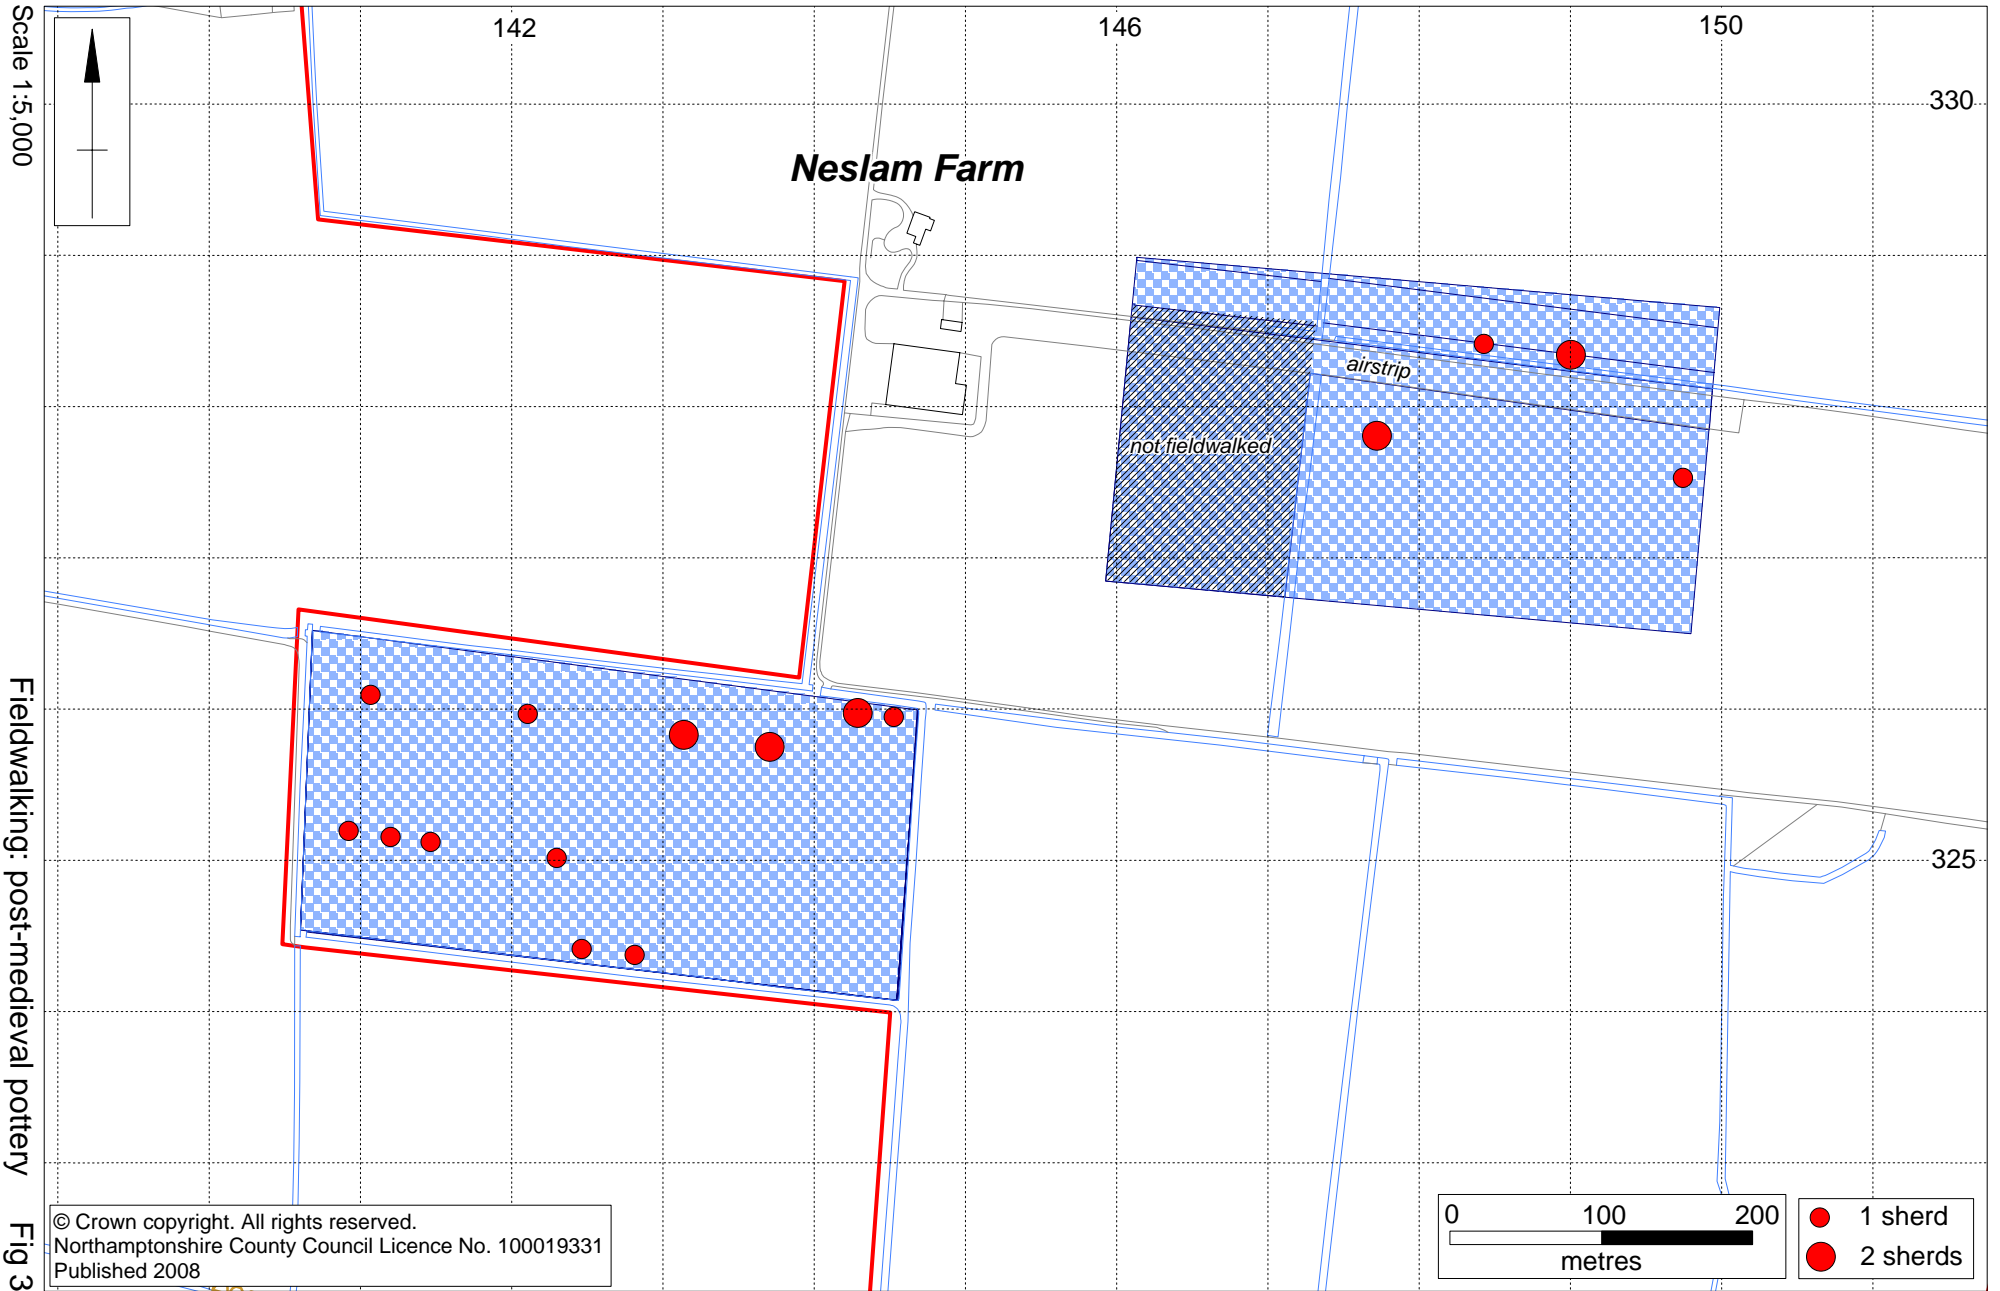 142
146
150
330
Scale 1:5,000
Neslam Farm
airstrip
not fieldwalked
325
Fieldwalking: post-medieval pottery Fig 3
© Crown copyright. All rights reserved.
Northamptonshire County Council Licence No. 100019331
Published 2008
0 100 200
metres
1 sherd
2 sherds